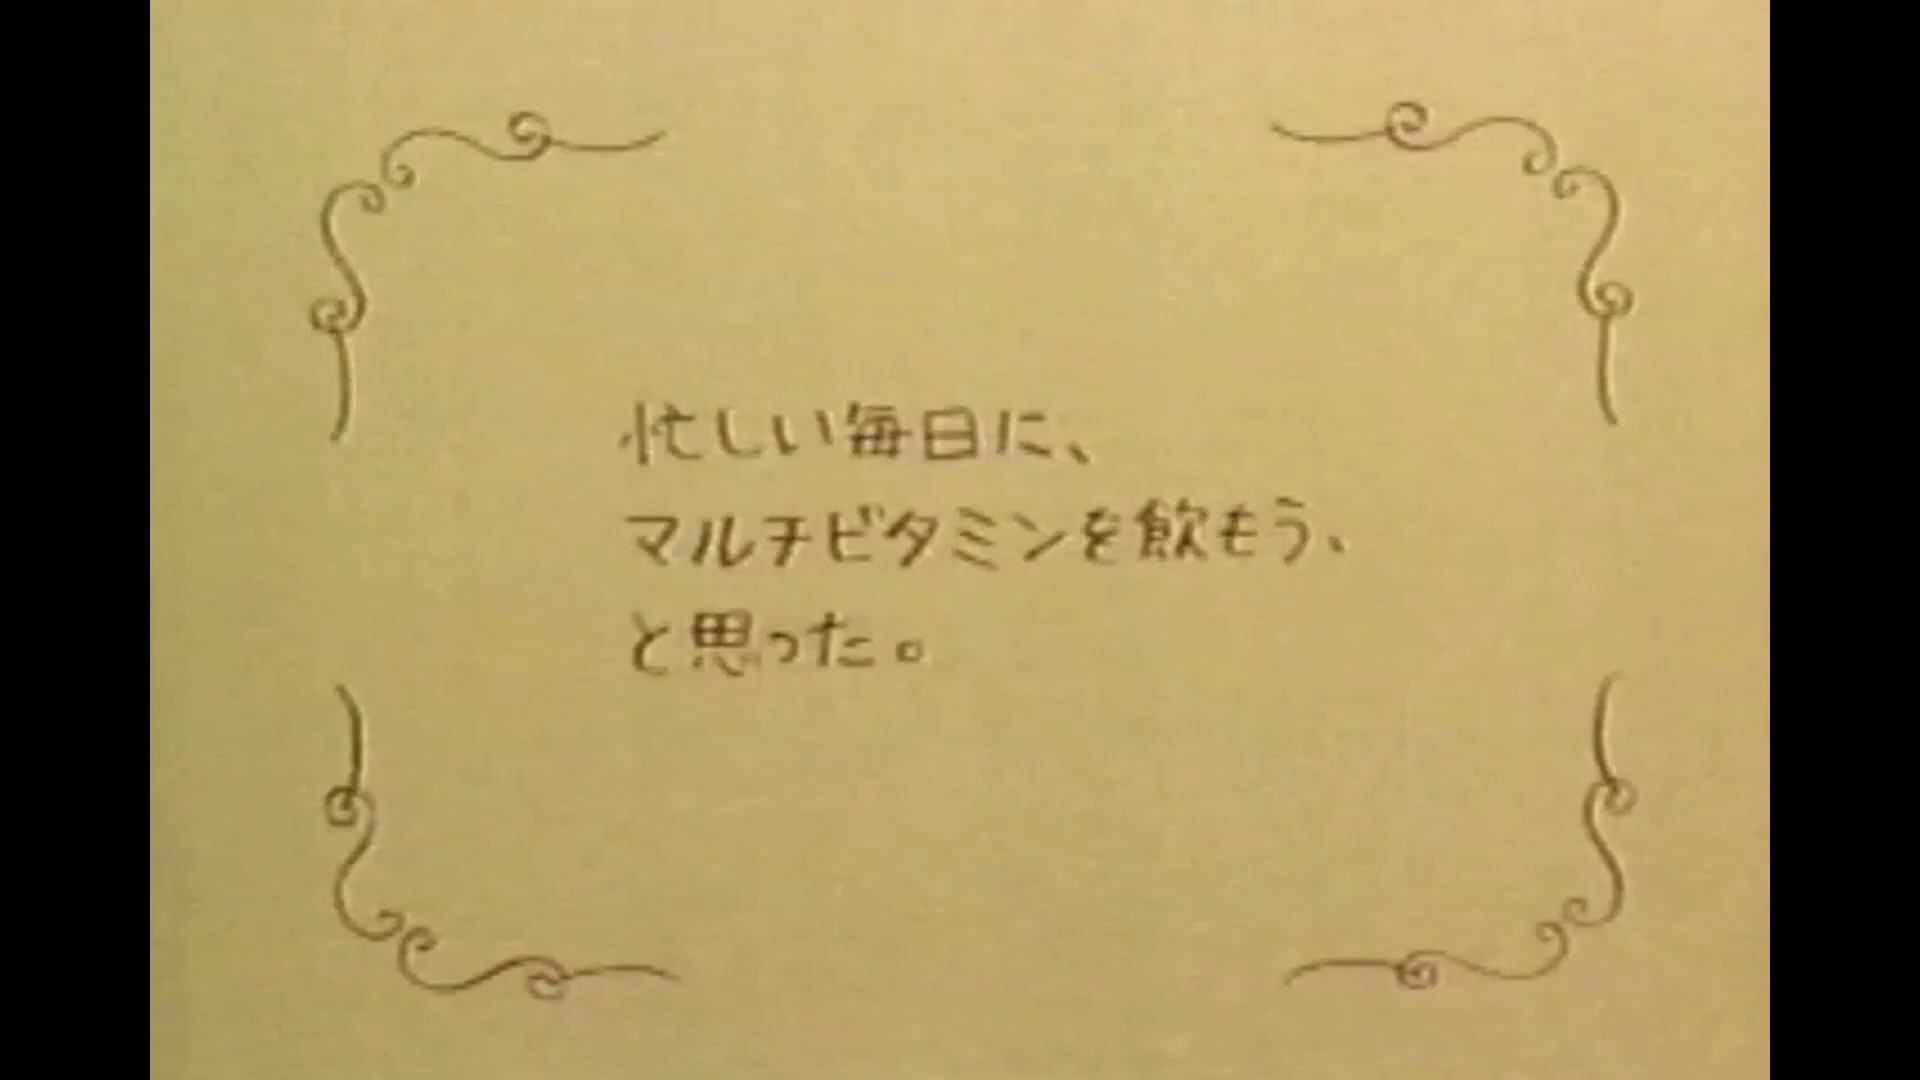 忙しい毎日に、
マルチビタミンを飲もう、
と思った。